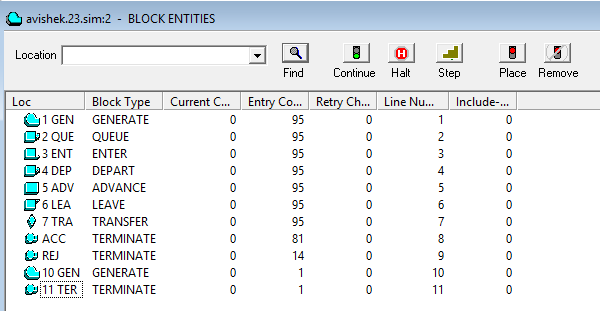 avishek.23.sim:2 - BLOCK ENTITIES
Location
Find Continue Halt Step Place Remove
Loc Block Type Current C... Entry Co... Retry Ch... Line Nu... Include-...
1 GEN GENERATE 0 95 0 1 0
2 QUE QUEUE 0 95 0 2 0
3 ENT ENTER 0 95 0 3 0
4 DEP DEPART 0 95 0 4 0
5 ADV ADVANCE 0 95 0 5 0
6 LEA LEAVE 0 95 0 6 0
7 TRA TRANSFER 0 95 0 7 0
ACC TERMINATE 0 81 0 8 0
REJ TERMINATE 0 14 0 9 0
10 GEN GENERATE 0 1 0 10 0
11 TER TERMINATE 0 1 0 11 0